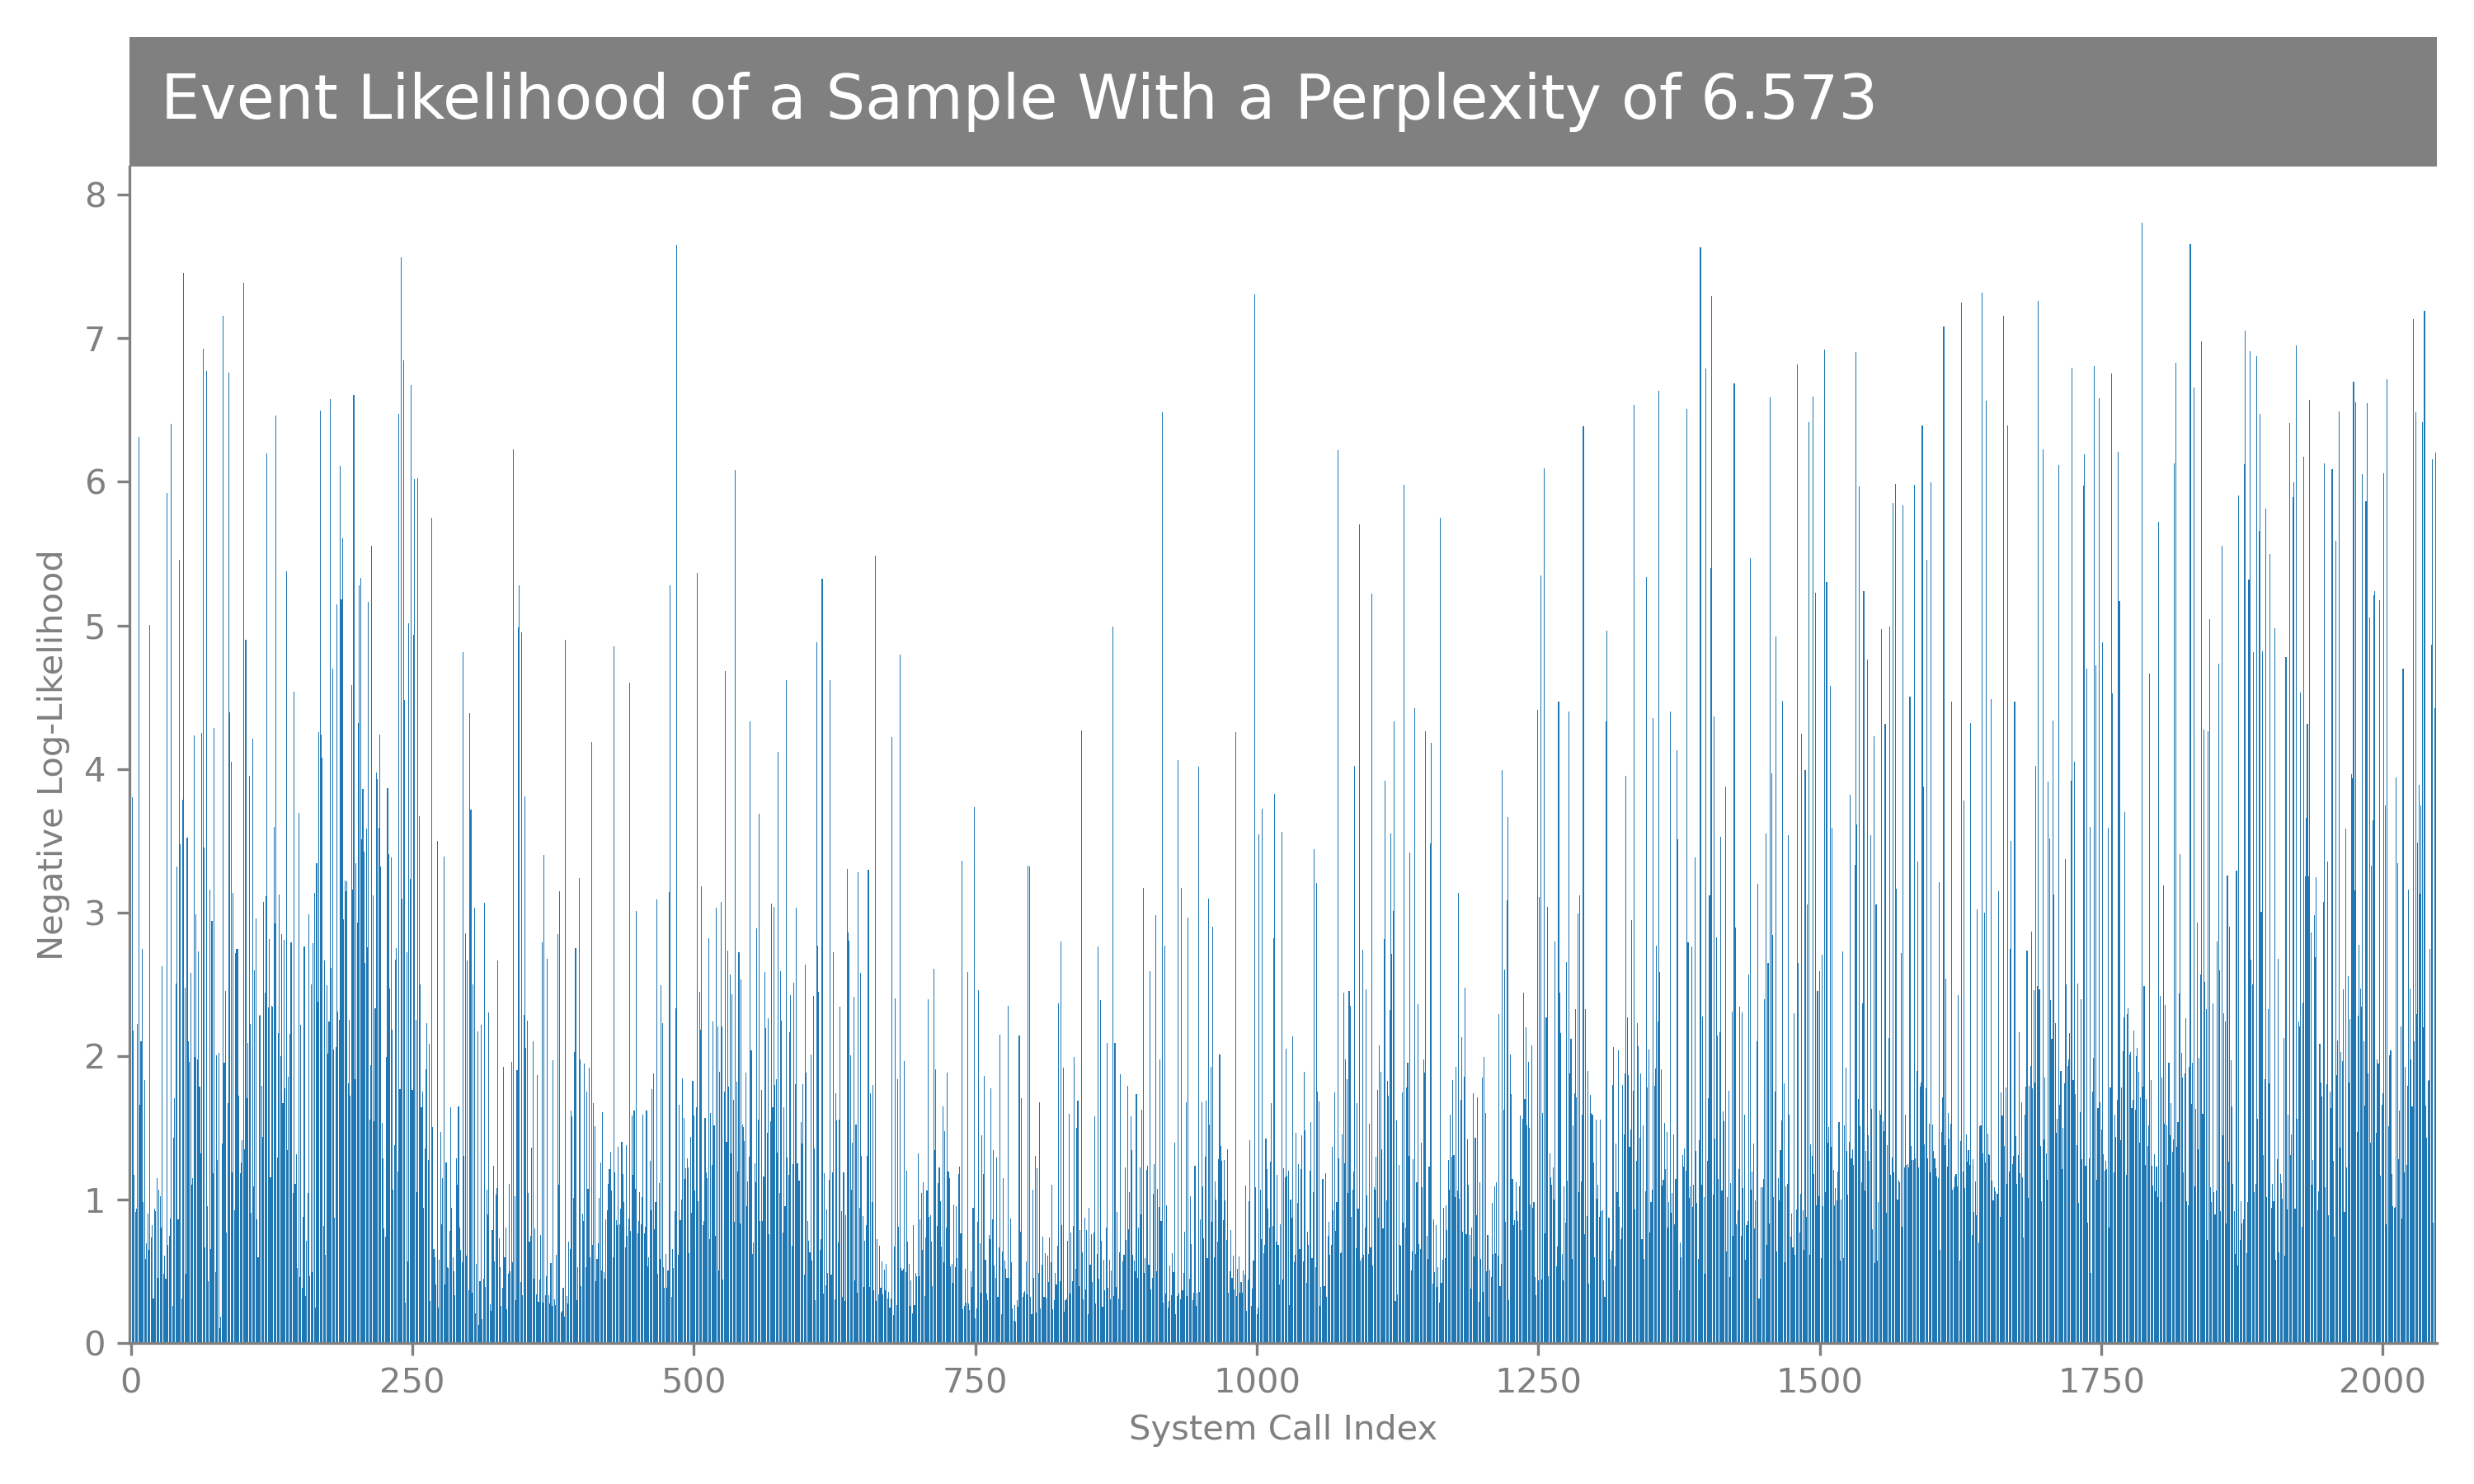 Event Likelihood of a Sample With a Perplexity of 6.573
8
7
6
5
4
3
2
1
0
Negative Log-Likelihood
0 250 500 750 1000 1250 1500 1750 2000
System Call Index